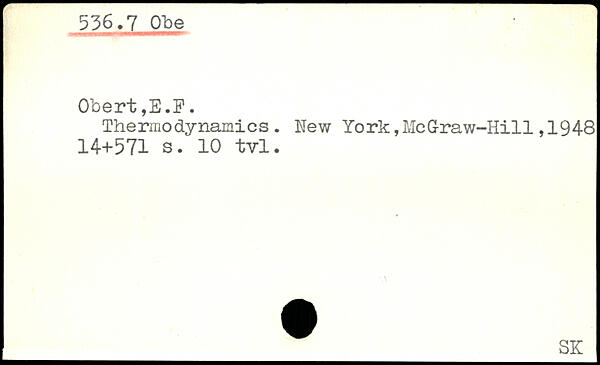 536.7 Obe
Obert,E.F.
Thermodynamics. New York,McGraw-Hill,1948
14+571 s. 10 tvl.
SK